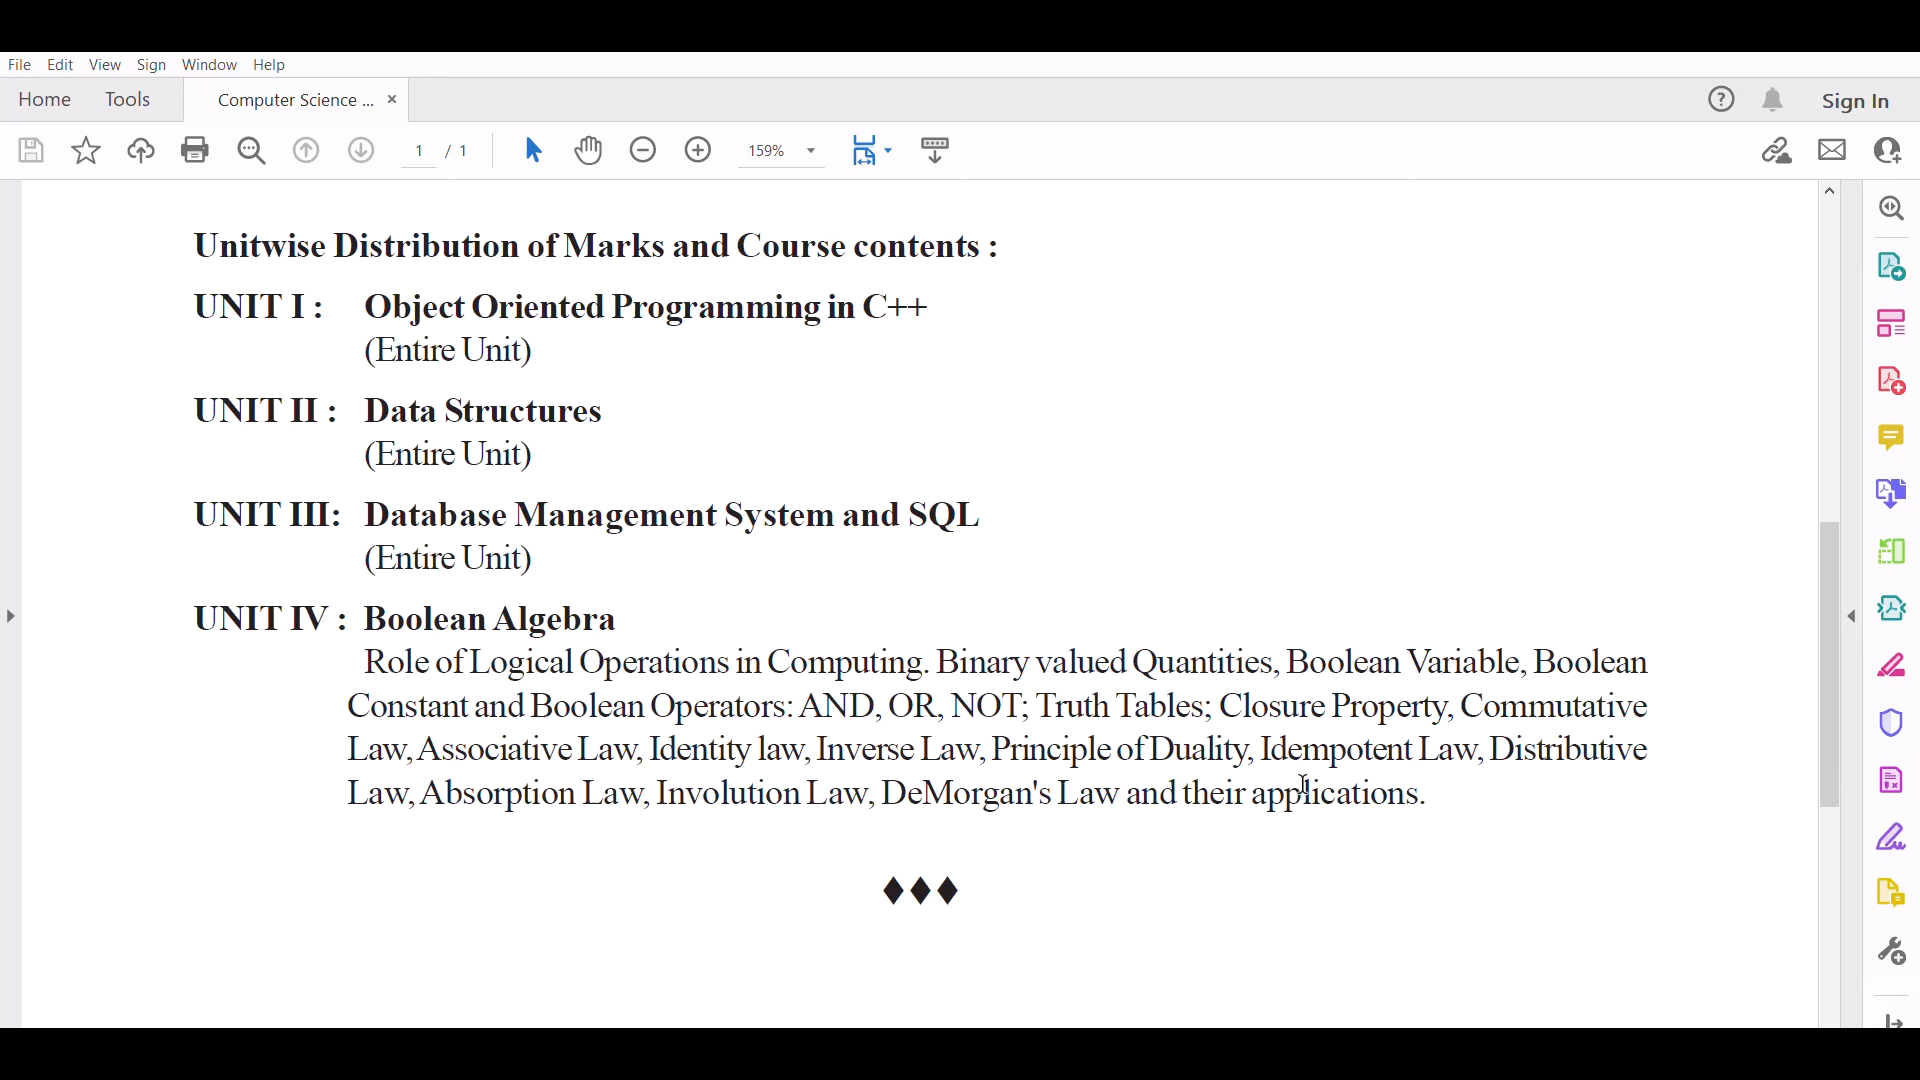 File Edit View Sign Window Help
Home Tools Computer Science ... × Sign In
1 / 1 159%
Unitwise Distribution of Marks and Course contents :
UNIT I : Object Oriented Programming in C++
(Entire Unit)
UNIT II : Data Structures
(Entire Unit)
UNIT III: Database Management System and SQL
(Entire Unit)
UNIT IV : Boolean Algebra
Role of Logical Operations in Computing. Binary valued Quantities, Boolean Variable, Boolean
Constant and Boolean Operators: AND, OR, NOT; Truth Tables; Closure Property, Commutative
Law, Associative Law, Identity law, Inverse Law, Principle of Duality, Idempotent Law, Distributive
Law, Absorption Law, Involution Law, DeMorgan's Law and their applications.